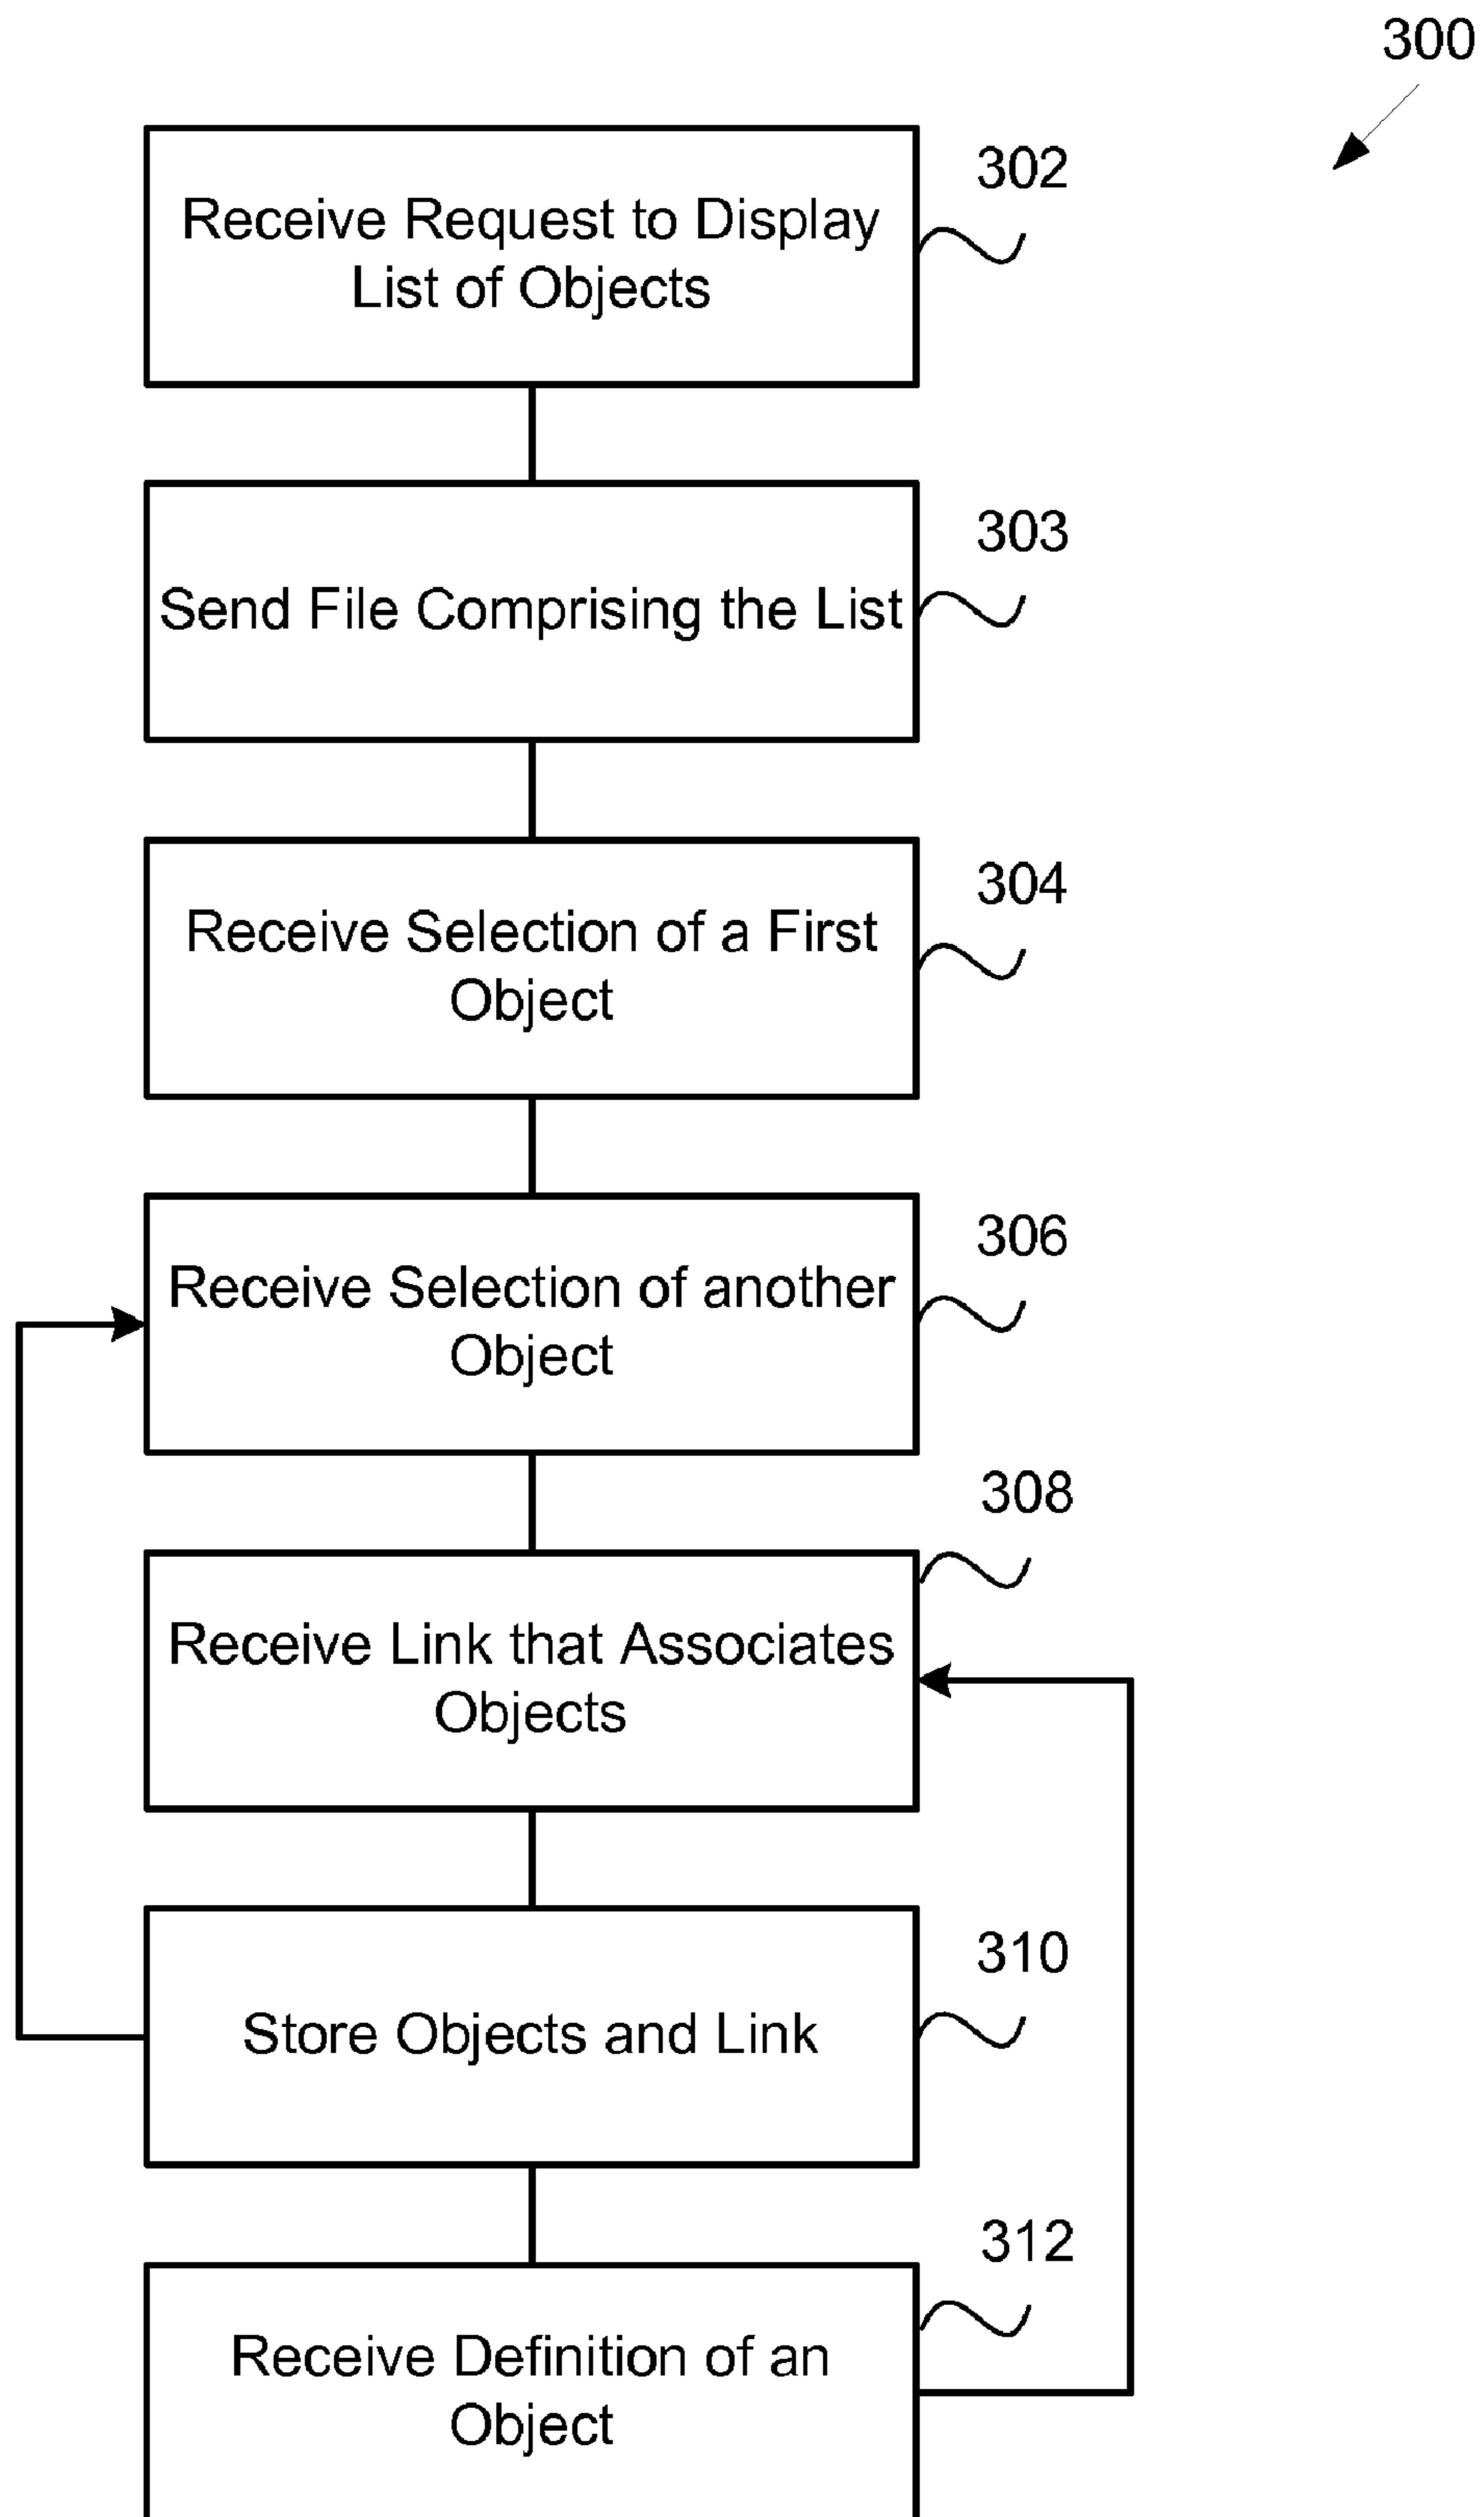 300
302
Receive Request to Display
List of Objects
303
Send File Comprising the List
304
Receive Selection of a First
Object
306
Receive Selection of another
Object
308
Receive Link that Associates
Objects
310
Store Objects and Link
312
Receive Definition of an
Object